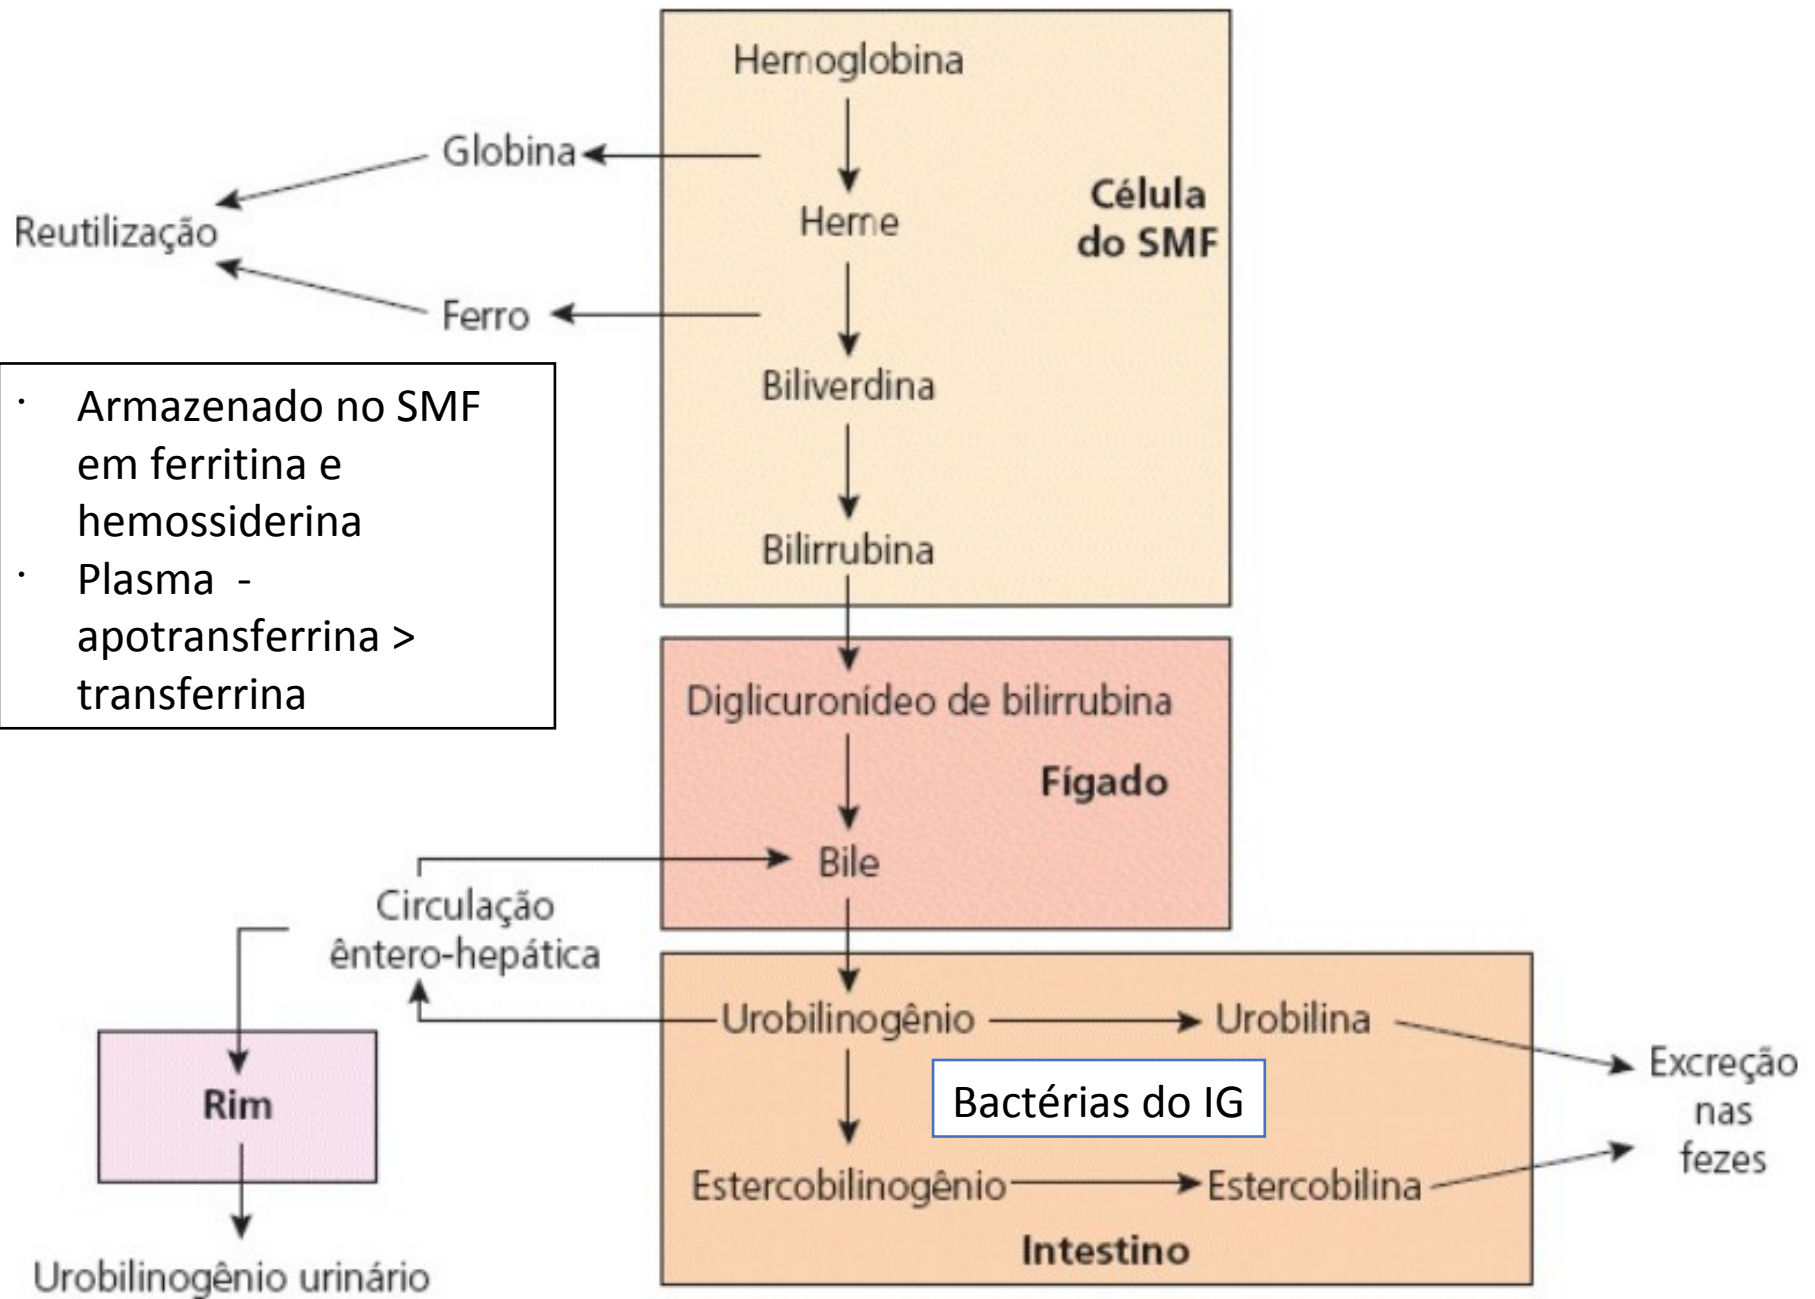 Hemoglobina
Globina
Célula
do SMF
Heme
Reutilização
Ferro
Biliverdina
· Armazenado no SMF
em ferritina e
hemossiderina
· Plasma -
apotransferrina >
transferrina
Bilirrubina
Diglicuronídeo de bilirrubina
Fígado
Bile
Circulação
êntero-hepática
Urobilinogênio
Urobilina
Bactérias do IG
Excreção
nas
fezes
Rim
Estercobilinogênio
Estercobilina
Intestino
Urobilinogênio urinário